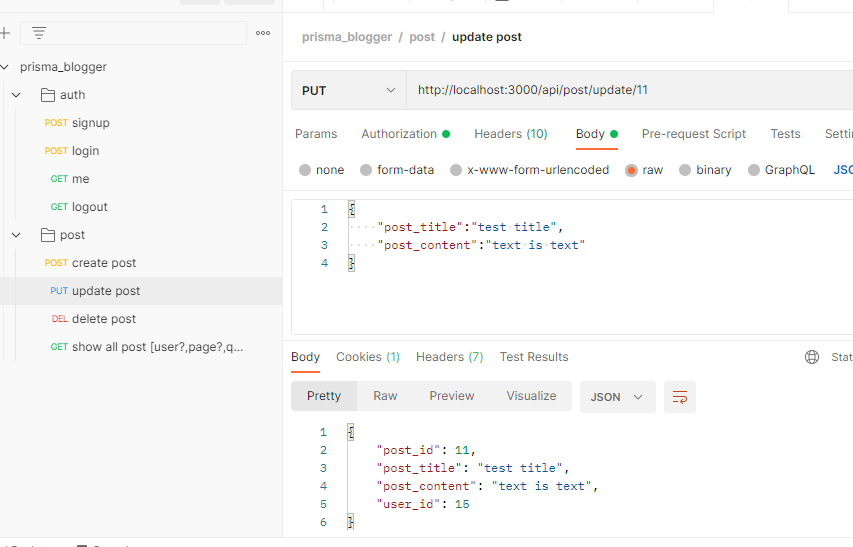 prisma_blogger
auth
POST signup
POST login
GET me
GET logout
post
POST create post
PUT update post
DEL delete post
GET show all post [user?,page?,q...
prisma_blogger / post / update post
PUT http://localhost:3000/api/post/update/11
Params Authorization Headers (10) Body Pre-request Script Tests Setti
none form-data x-www-form-urlencoded raw binary GraphQL JSO
1 {
2 "post_title":"test title",
3 "post_content":"text is text"
4 }
Body Cookies (1) Headers (7) Test Results Stat
Pretty Raw Preview Visualize JSON
1 {
2 "post_id": 11,
3 "post_title": "test title",
4 "post_content": "text is text",
5 "user_id": 15
6 }